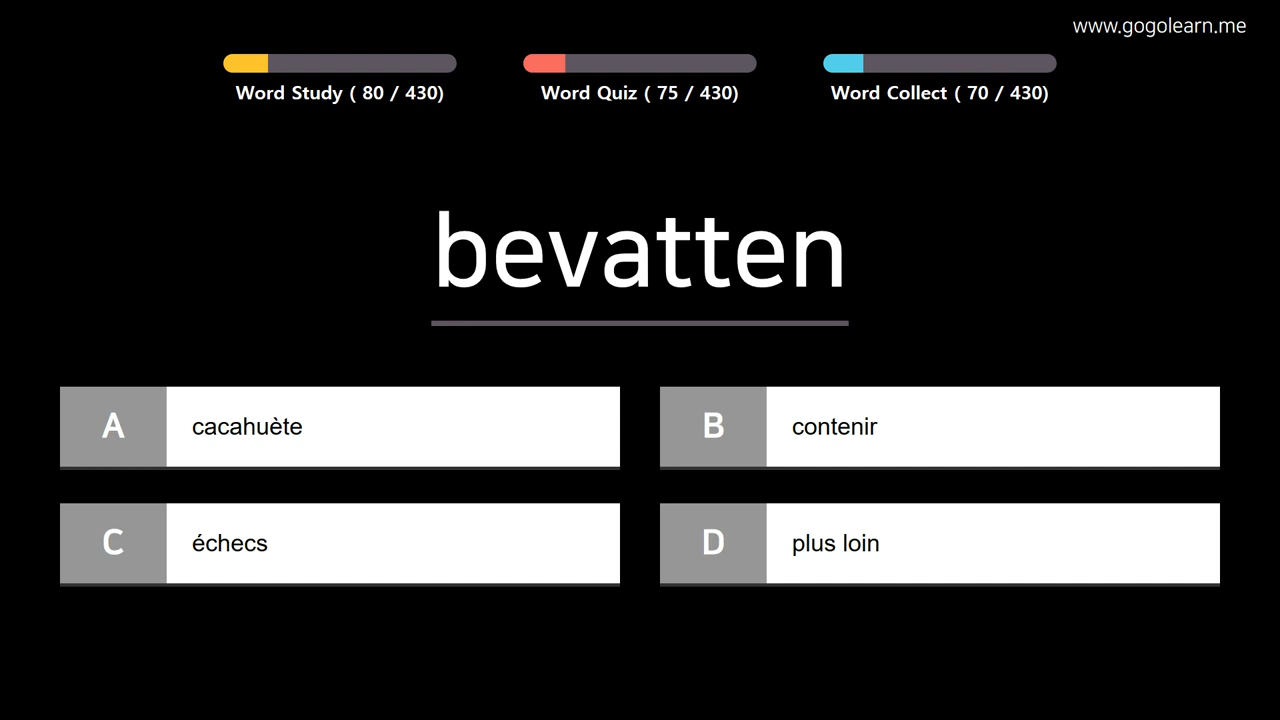 www.gogolearn.me
Word Study ( 80 / 430)
Word Quiz ( 75 / 430)
Word Collect ( 70 / 430)
bevatten
A cacahuète
B contenir
C échecs
D plus loin